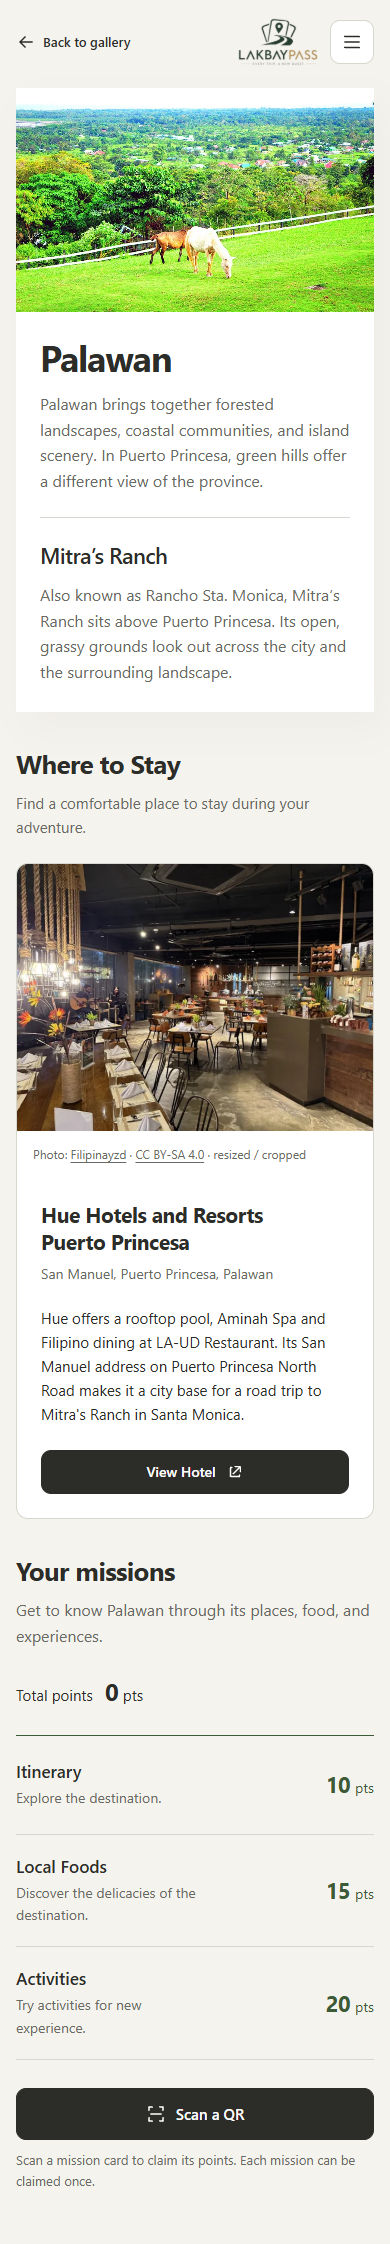 Back to gallery
LAKBAYPASS
Palawan
Palawan brings together forested
landscapes, coastal communities, and island
scenery. In Puerto Princesa, green hills offer
a different view of the province.
Mitra’s Ranch
Also known as Rancho Sta. Monica, Mitra’s
Ranch sits above Puerto Princesa. Its open,
grassy grounds look out across the city and
the surrounding landscape.
Where to Stay
Find a comfortable place to stay during your
adventure.
Photo: Filipinayzd · CC BY-SA 4.0 · resized / cropped
Hue Hotels and Resorts
Puerto Princesa
San Manuel, Puerto Princesa, Palawan
Hue offers a rooftop pool, Aminah Spa and
Filipino dining at LA-UD Restaurant. Its San
Manuel address on Puerto Princesa North
Road makes it a city base for a road trip to
Mitra's Ranch in Santa Monica.
View Hotel
Your missions
Get to know Palawan through its places, food, and
experiences.
Total points 0 pts
Itinerary
Explore the destination.
10 pts
Local Foods
Discover the delicacies of the
destination.
15 pts
Activities
Try activities for new
experience.
20 pts
Scan a QR
Scan a mission card to claim its points. Each mission can be
claimed once.